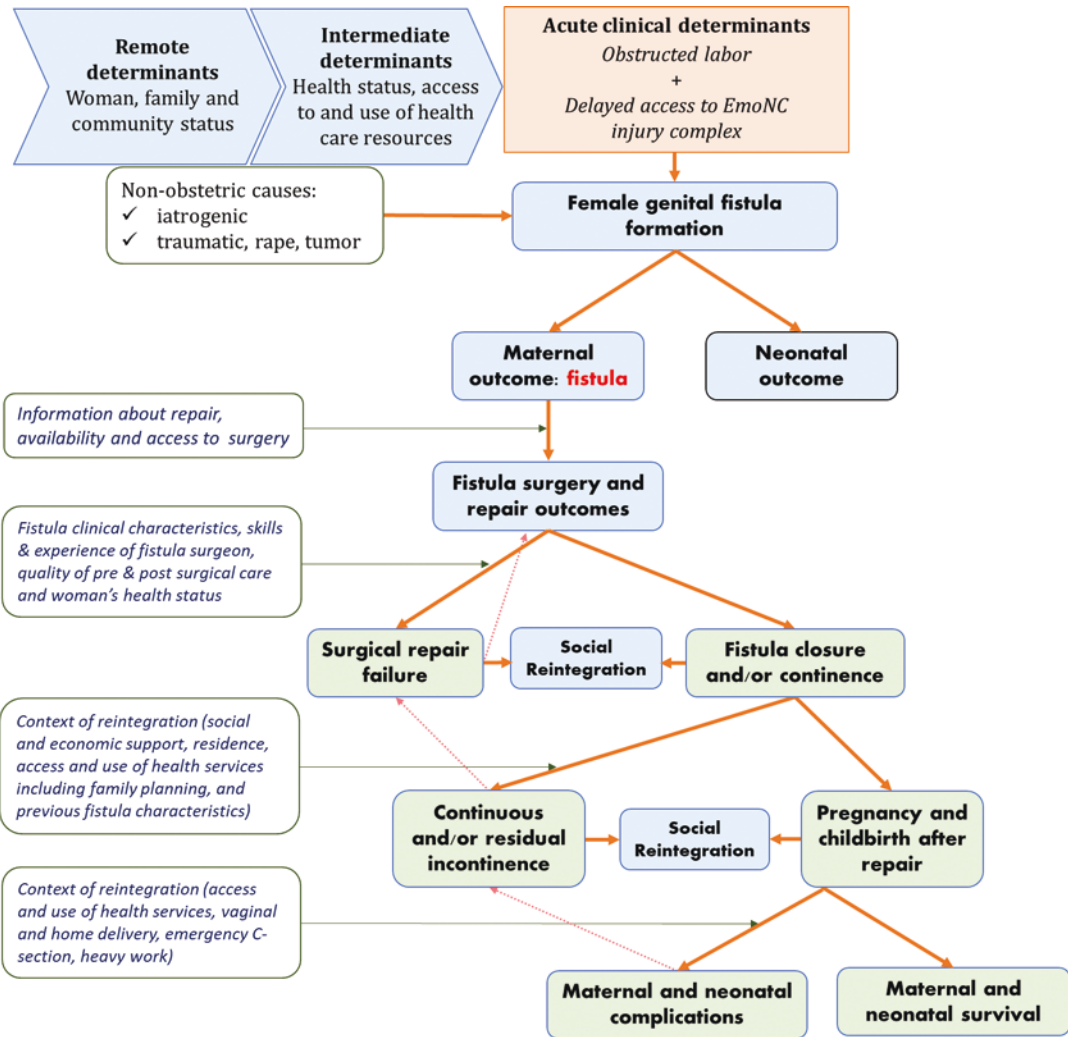 Remote
determinants
Woman, family and
community status
Intermediate
determinants
Health status, access
to and use of health
care resources
Acute clinical determinants
Obstructed labor
+
Delayed access to EmoNC
injury complex
Non-obstetric causes:
✓ iatrogenic
✓ traumatic, rape, tumor
Female genital fistula
formation
Maternal
outcome: fistula
Neonatal
outcome
Information about repair,
availability and access to surgery
Fistula surgery and
repair outcomes
Fistula clinical characteristics, skills
& experience of fistula surgeon,
quality of pre & post surgical care
and woman's health status
Surgical repair
failure
Social
Reintegration
Fistula closure
and/or continence
Context of reintegration (social
and economic support, residence,
access and use of health services
including family planning, and
previous fistula characteristics)
Continuous
and/or residual
incontinence
Social
Reintegration
Pregnancy and
childbirth after
repair
Context of reintegration (access
and use of health services, vaginal
and home delivery, emergency C-
section, heavy work)
Maternal and neonatal
complications
Maternal and
neonatal survival